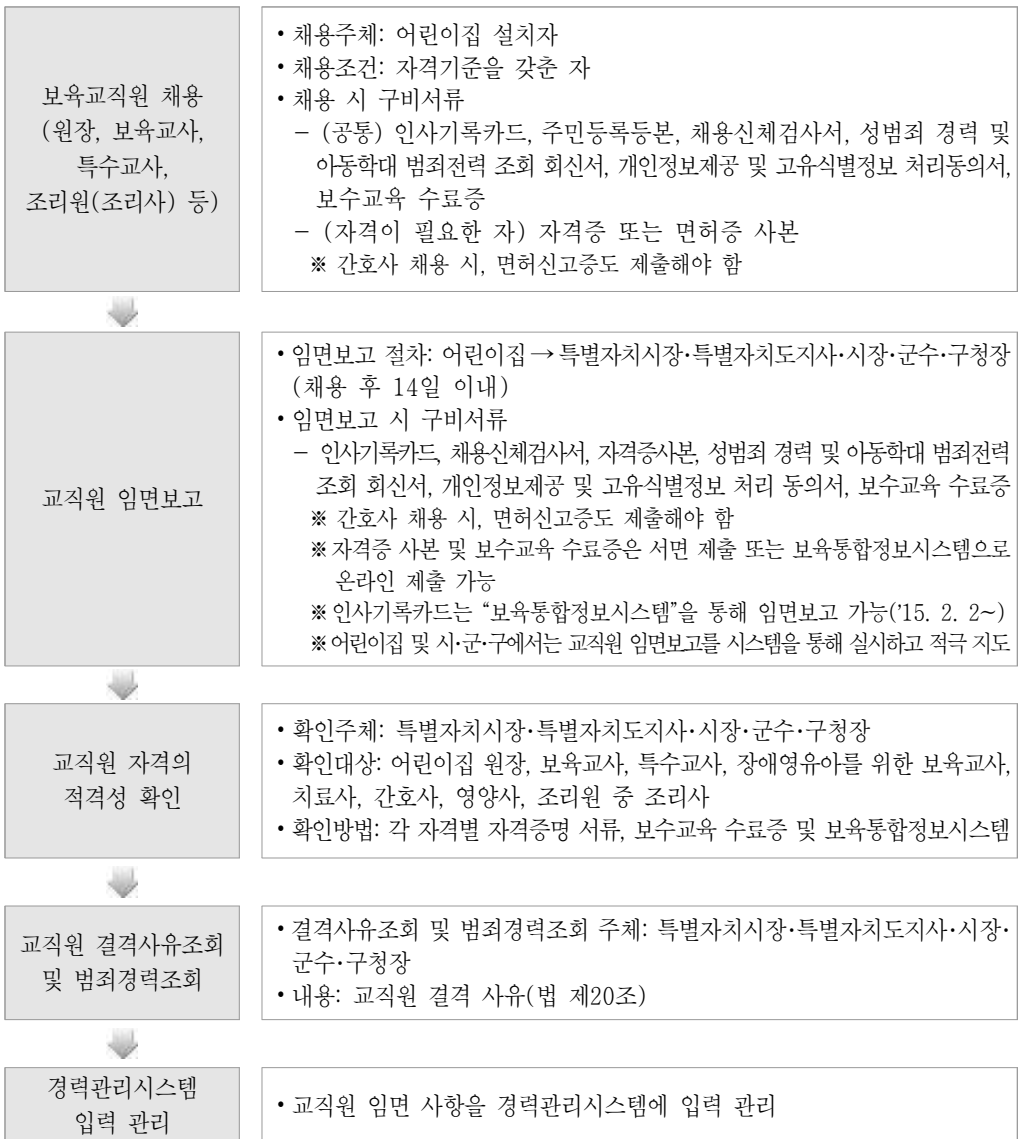 보육교직원 채용
(원장, 보육교사,
특수교사,
조리원(조리사) 등)
• 채용주체: 어린이집 설치자
• 채용조건: 자격기준을 갖춘 자
• 채용 시 구비서류
－ (공통) 인사기록카드, 주민등록등본, 채용신체검사서, 성범죄 경력 및
아동학대 범죄전력 조회 회신서, 개인정보제공 및 고유식별정보 처리동의서,
보수교육 수료증
－ (자격이 필요한 자) 자격증 또는 면허증 사본
※ 간호사 채용 시, 면허신고증도 제출해야 함
교직원 임면보고
• 임면보고 절차: 어린이집 → 특별자치시장･특별자치도지사･시장･군수･구청장
(채용 후 14일 이내)
• 임면보고 시 구비서류
－ 인사기록카드, 채용신체검사서, 자격증사본, 성범죄 경력 및 아동학대 범죄전력
조회 회신서, 개인정보제공 및 고유식별정보 처리 동의서, 보수교육 수료증
※ 간호사 채용 시, 면허신고증도 제출해야 함
※ 자격증 사본 및 보수교육 수료증은 서면 제출 또는 보육통합정보시스템으로
온라인 제출 가능
※ 인사기록카드는 “보육통합정보시스템”을 통해 임면보고 가능('15. 2. 2~)
※ 어린이집 및 시･군･구에서는 교직원 임면보고를 시스템을 통해 실시하고 적극 지도
교직원 자격의
적격성 확인
• 확인주체: 특별자치시장･특별자치도지사･시장･군수･구청장
• 확인대상: 어린이집 원장, 보육교사, 특수교사, 장애영유아를 위한 보육교사,
치료사, 간호사, 영양사, 조리원 중 조리사
• 확인방법: 각 자격별 자격증명 서류, 보수교육 수료증 및 보육통합정보시스템
교직원 결격사유조회
및 범죄경력조회
• 결격사유조회 및 범죄경력조회 주체: 특별자치시장･특별자치도지사･시장･
군수･구청장
• 내용: 교직원 결격 사유(법 제20조)
경력관리시스템
입력 관리
• 교직원 임면 사항을 경력관리시스템에 입력 관리